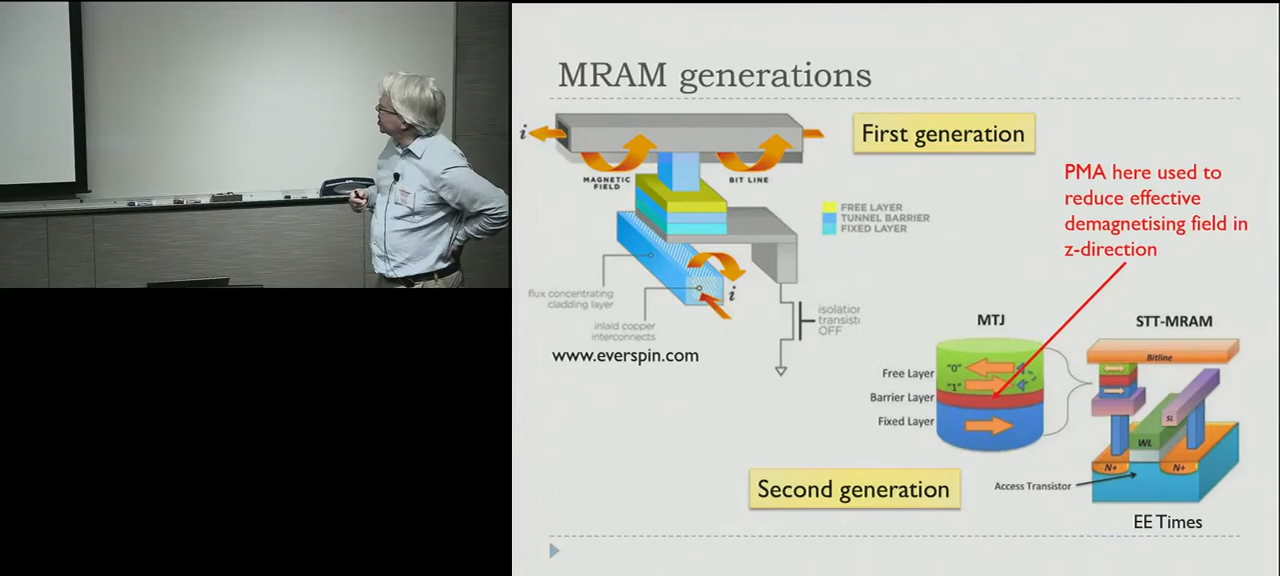 MRAM generations
i
MAGNETIC
FIELD
BIT LINE
First generation
FREE LAYER
TUNNEL BARRIER
FIXED LAYER
PMA here used to
reduce effective
demagnetising field in
z-direction
i
flux concentrating
cladding layer
inlaid copper
interconnects
isolation
transiste
OFF
www.everspin.com
MTJ
STT-MRAM
Bitline
Free Layer
"0"
"1"
Barrier Layer
Fixed Layer
SL
WL
N+
N+
Access Transistor
Second generation
EE Times